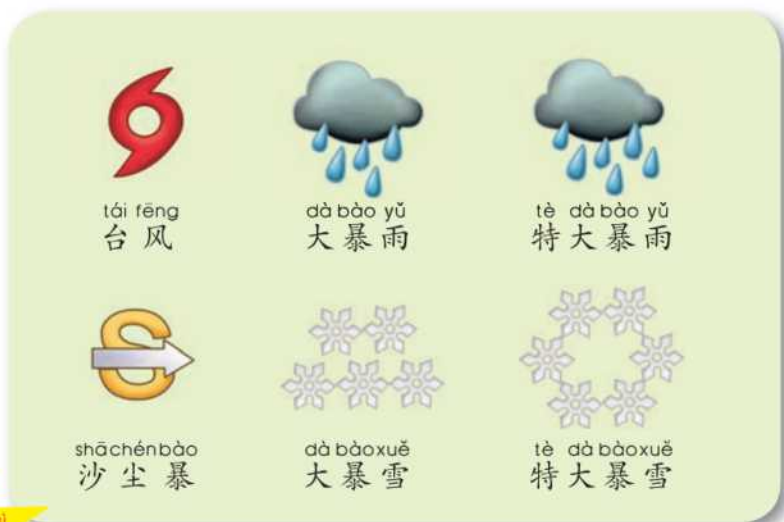 tái fēng dà bào yǔ tè dà bào yǔ
台风 大暴雨 特大暴雨
shāchénbào dà bàoxuě tè dà bàoxuě
沙尘暴 大暴雪 特大暴雪